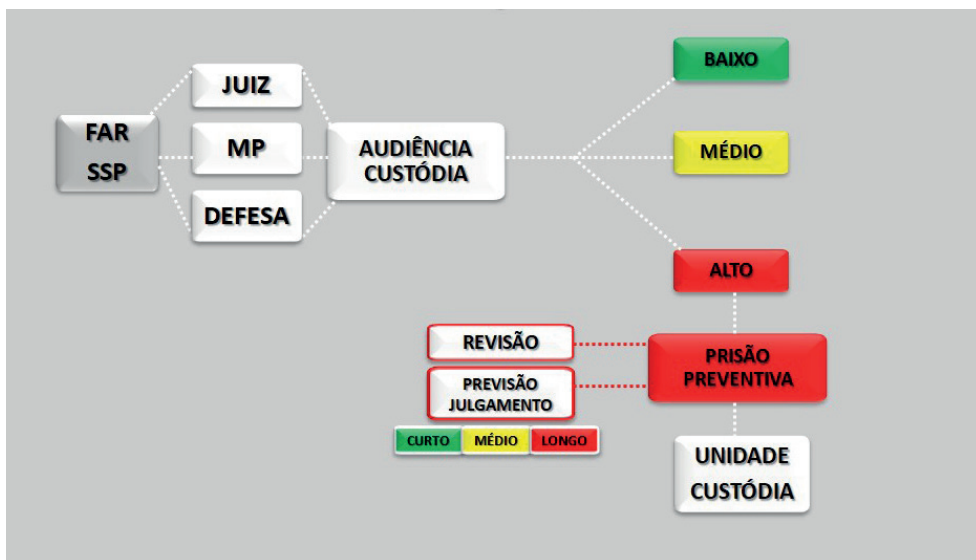 FAR
SSP
JUIZ
MP
DEFESA
AUDIÊNCIA
CUSTÓDIA
BAIXO
MÉDIO
ALTO
PRISÃO
PREVENTIVA
REVISÃO
PREVISÃO
JULGAMENTO
CURTO MÉDIO LONGO
UNIDADE
CUSTÓDIA